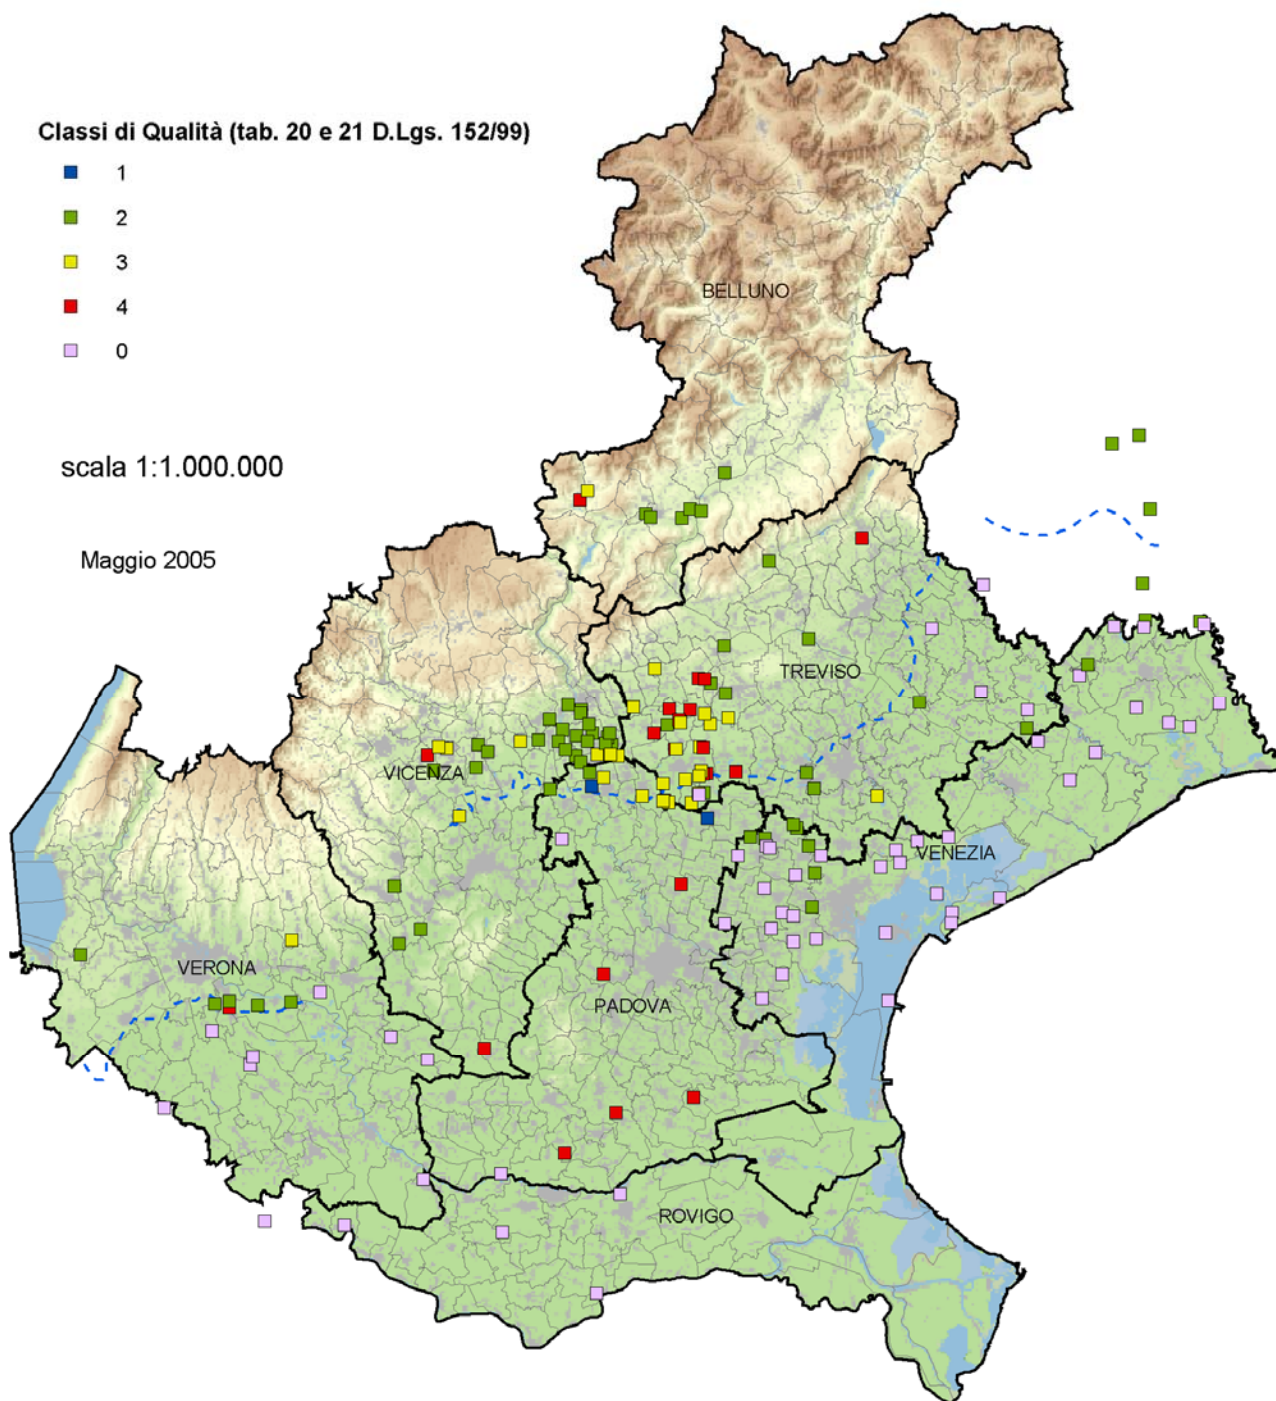 Classi di Qualità (tab. 20 e 21 D.Lgs. 152/99)
1
2
3
4
0
scala 1:1.000.000
Maggio 2005
BELLUNO
TREVISO
VICENZA
VENEZIA
VERONA
PADOVA
ROVIGO